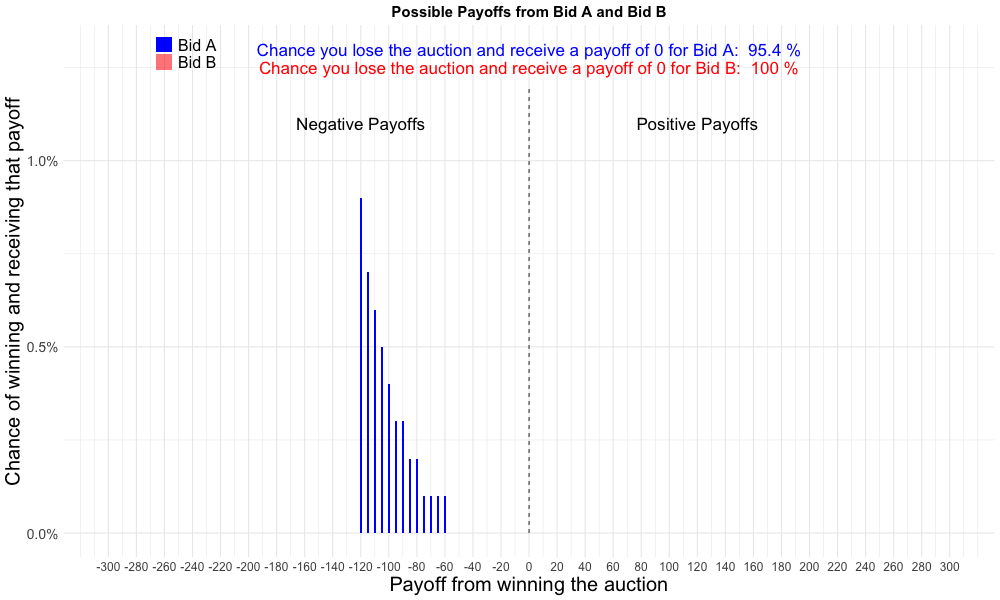 Possible Payoffs from Bid A and Bid B
Bid A
Bid B
Chance you lose the auction and receive a payoff of 0 for Bid A:  95.4 %
Chance you lose the auction and receive a payoff of 0 for Bid B:  100 %
Negative Payoffs
Positive Payoffs
Chance of winning and receiving that payoff
1.0%
0.5%
0.0%
-300 -280 -260 -240 -220 -200 -180 -160 -140 -120 -100 -80 -60 -40 -20 0 20 40 60 80 100 120 140 160 180 200 220 240 260 280 300
Payoff from winning the auction